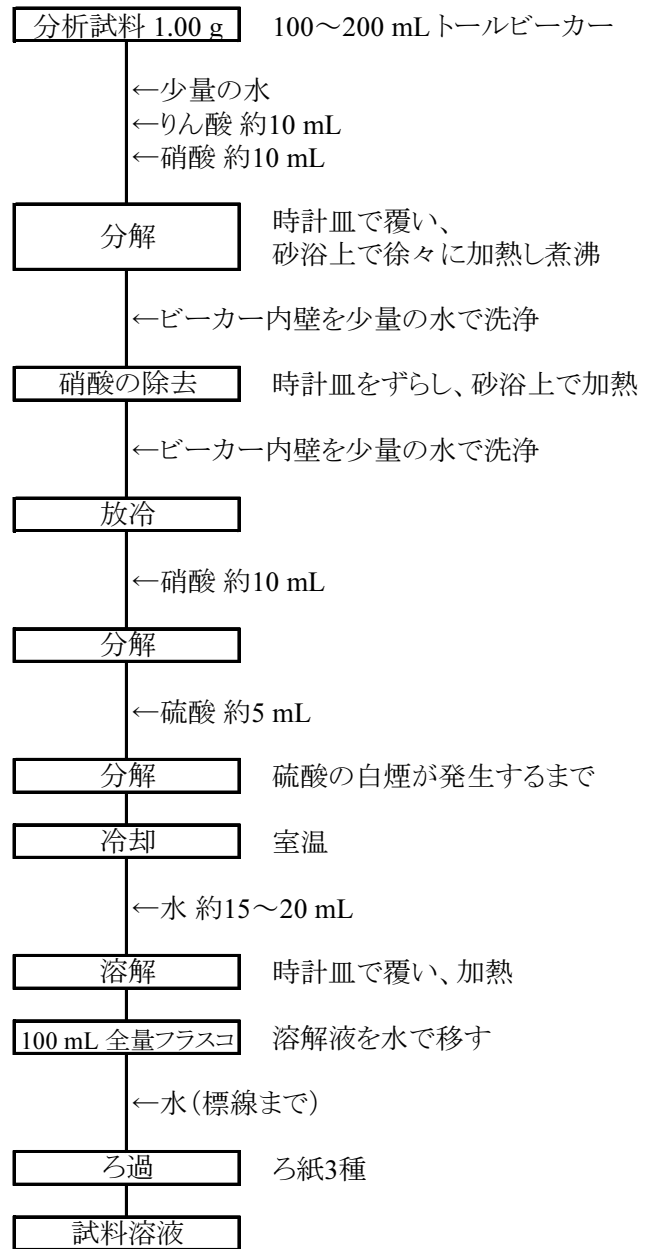 分析試料 1.00 g 100～200 mLトールビーカー
←少量の水
←りん酸 約10 mL
←硝酸 約10 mL
分解 時計皿で覆い、
砂浴上で徐々に加熱し煮沸
←ビーカー内壁を少量の水で洗浄
硝酸の除去 時計皿をずらし、砂浴上で加熱
←ビーカー内壁を少量の水で洗浄
放冷
←硝酸 約10 mL
分解
←硫酸 約5 mL
分解 硫酸の白煙が発生するまで
冷却 室温
←水 約15～20 mL
溶解 時計皿で覆い、加熱
100 mL 全量フラスコ 溶解液を水で移す
←水（標線まで）
ろ過 ろ紙3種
試料溶液